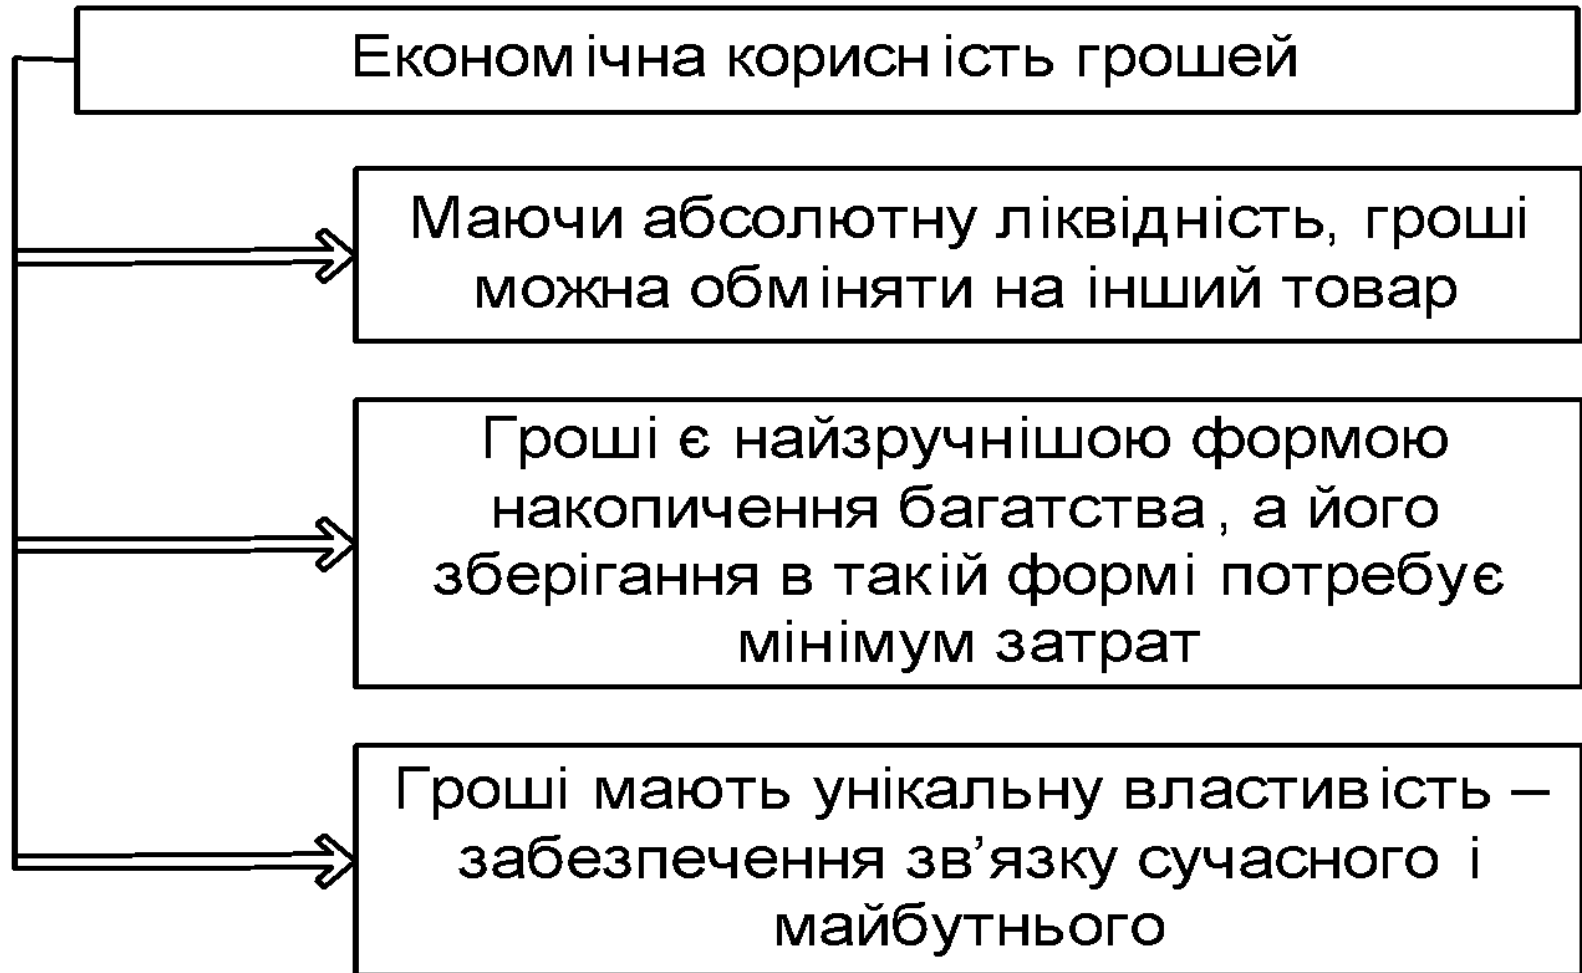 Економічна корисність грошей
Маючи абсолютну ліквідність, гроші
можна обміняти на інший товар
Гроші є найзручнішою формою
накопичення багатства, а його
зберігання в такій формі потребує
мінімум затрат
Гроші мають унікальну властивість –
забезпечення зв’язку сучасного і
майбутнього